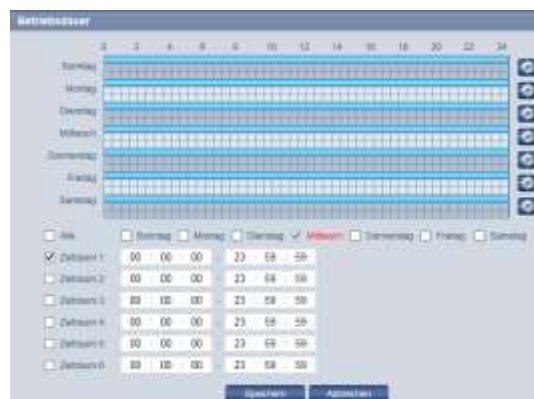 Betriebsdauer
0 2 4 6 8 10 12 14 16 18 20 22 24
Sonntag
Montag
Dienstag
Mittwoch
Donnerstag
Freitag
Samstag
Alle Sonntag Montag Dienstag Mittwoch Donnerstag Freitag Samstag
Zeitraum 1 00 : 00 : 00 - 23 : 59 : 59
Zeitraum 2 00 : 00 : 00 - 23 : 59 : 59
Zeitraum 3 00 : 00 : 00 - 23 : 59 : 59
Zeitraum 4 00 : 00 : 00 - 23 : 59 : 59
Zeitraum 5 00 : 00 : 00 - 23 : 59 : 59
Zeitraum 6 00 : 00 : 00 - 23 : 59 : 59
Speichern Abbrechen